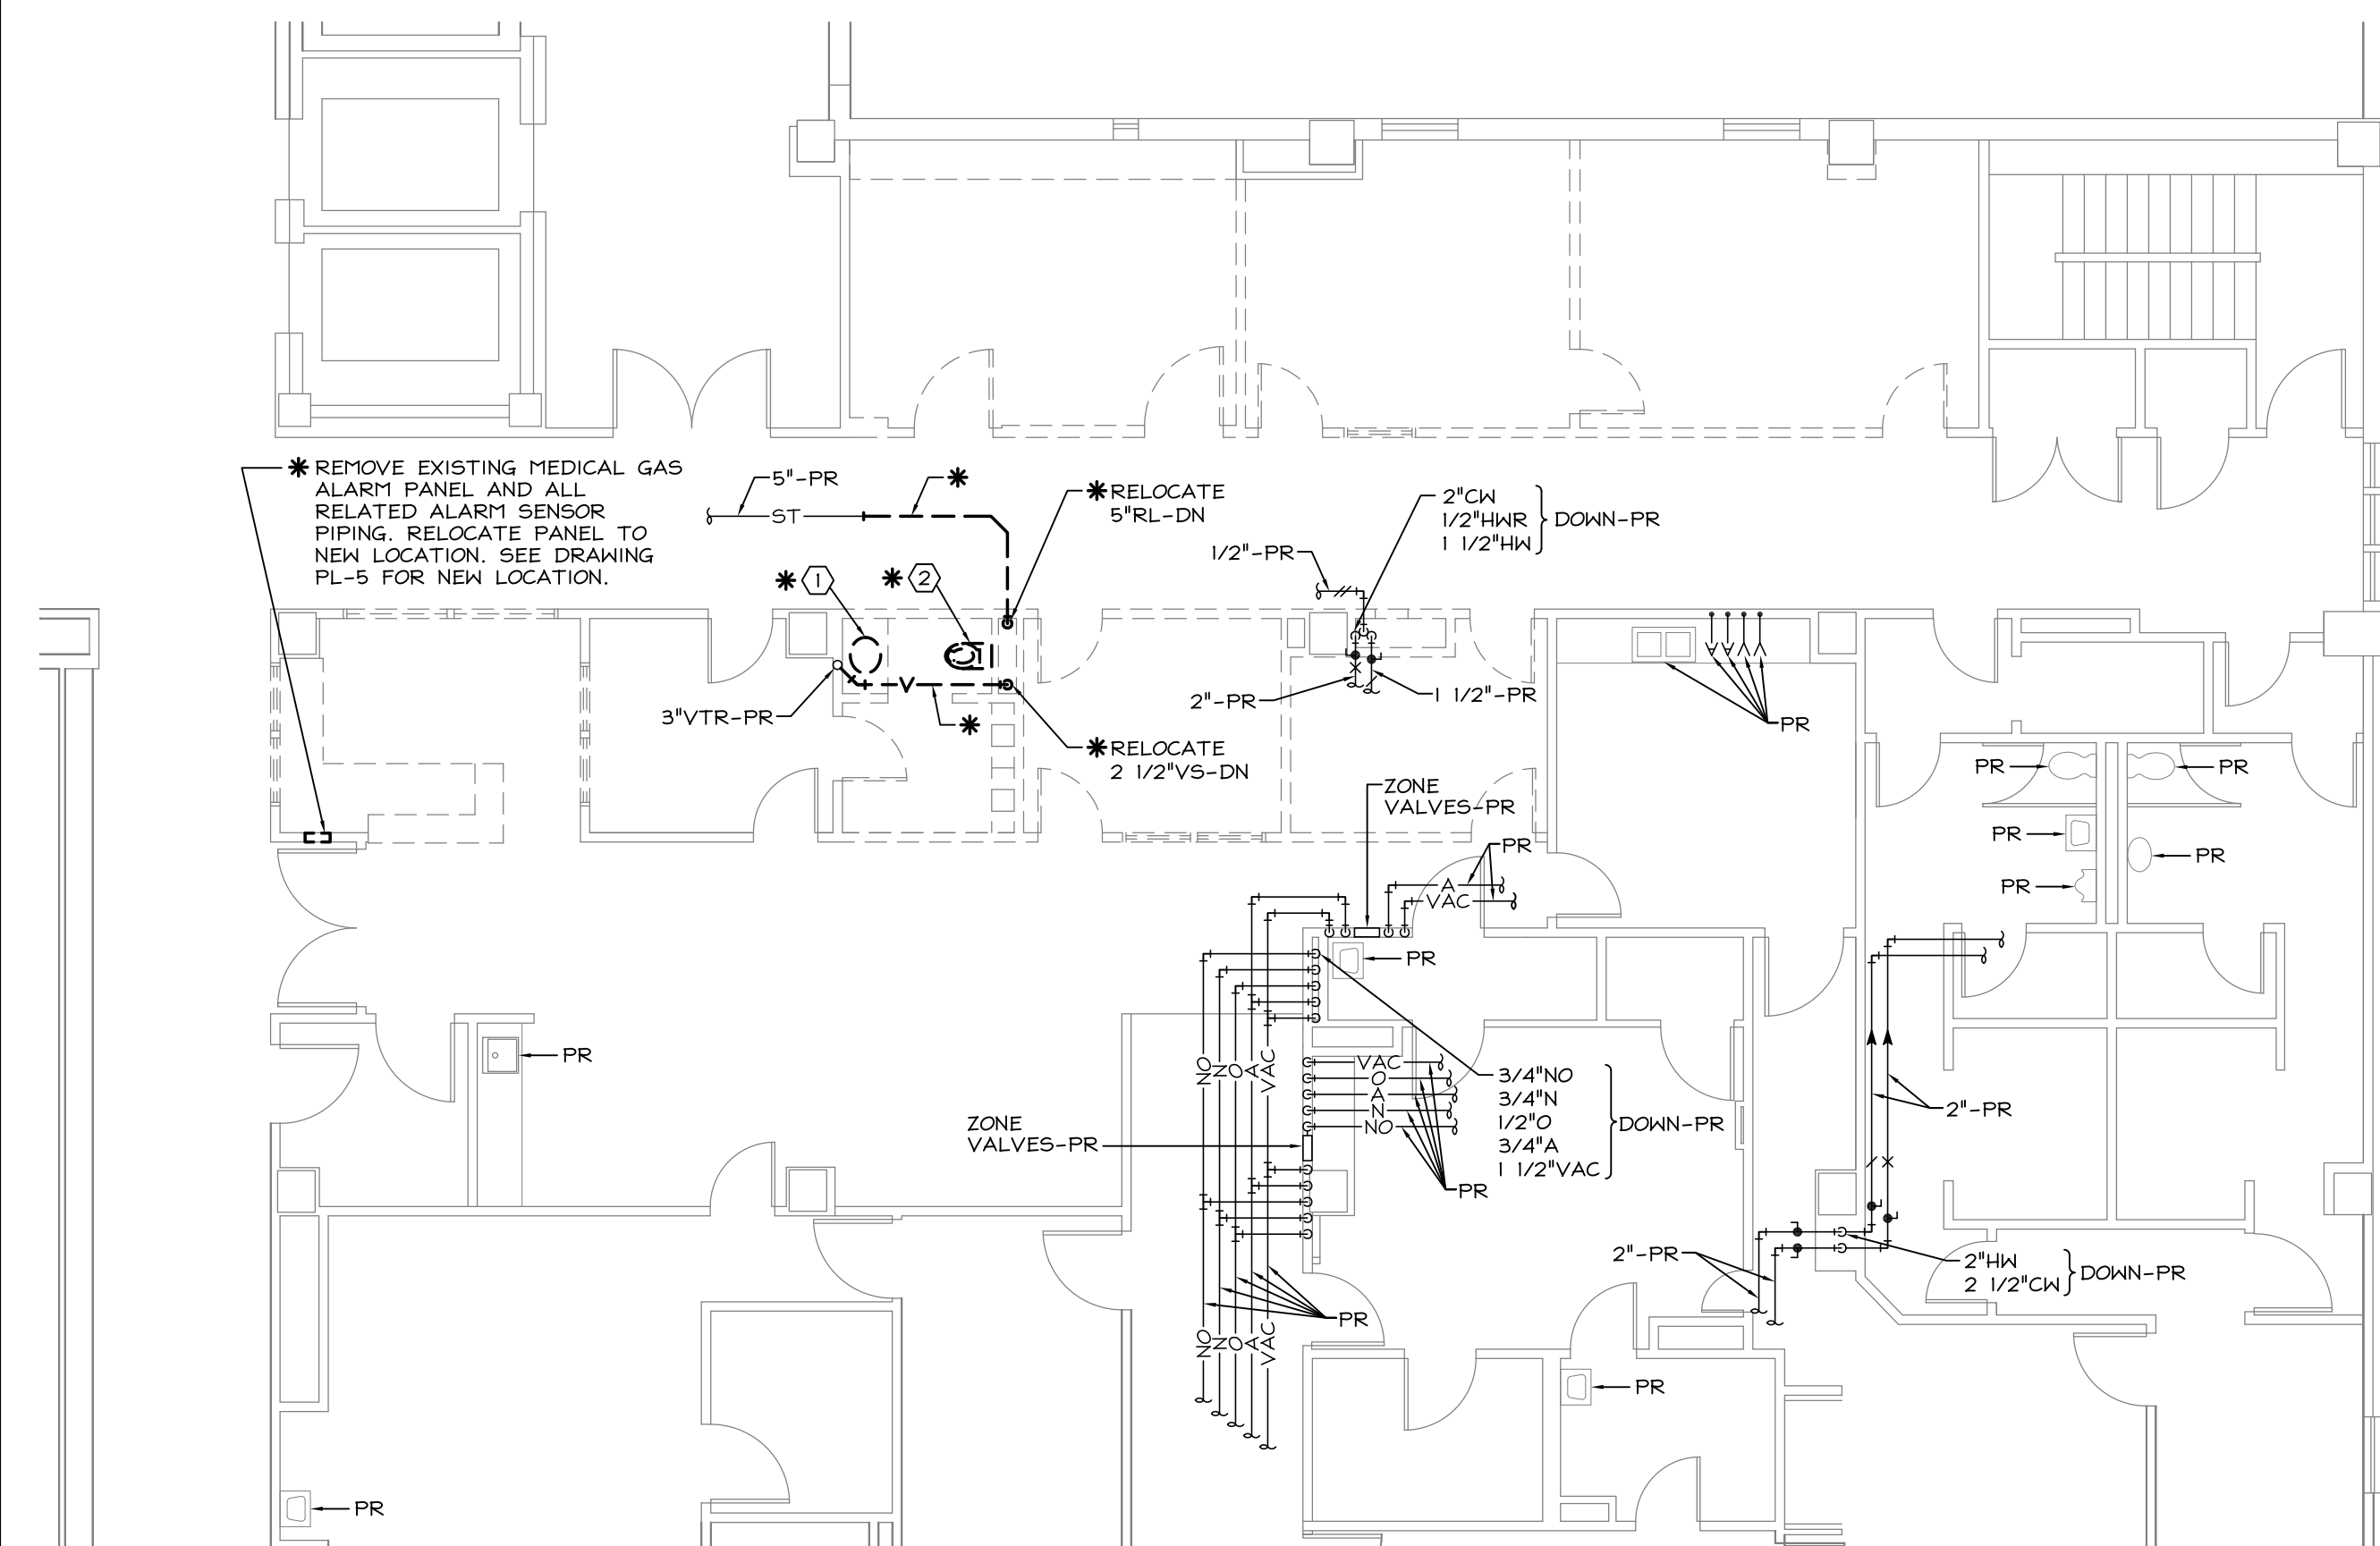 ✱ REMOVE EXISTING MEDICAL GAS
ALARM PANEL AND ALL
RELATED ALARM SENSOR
PIPING. RELOCATE PANEL TO
NEW LOCATION. SEE DRAWING
PL-5 FOR NEW LOCATION.
5"-PR
✱
ST
✱ RELOCATE
5"RL-DN
2"CW
1/2"HWR
1 1/2"HW
DOWN-PR
1/2"-PR
✱ 1
✱ 2
V
3"VTR-PR
✱
✱ RELOCATE
2 1/2"VS-DN
2"-PR
1 1/2"-PR
PR
ZONE
VALVES-PR
PR
PR
PR
PR
PR
PR
A
VAC
PR
PR
NO
N
O
A
VAC
VAC
O
A
N
NO
PR
3/4"NO
3/4"N
1/2"O
3/4"A
1 1/2"VAC
DOWN-PR
PR
ZONE
VALVES-PR
2"-PR
2"-PR
2"HW
2 1/2"CW
DOWN-PR
PR
NO
N
O
A
VAC
PR
PR